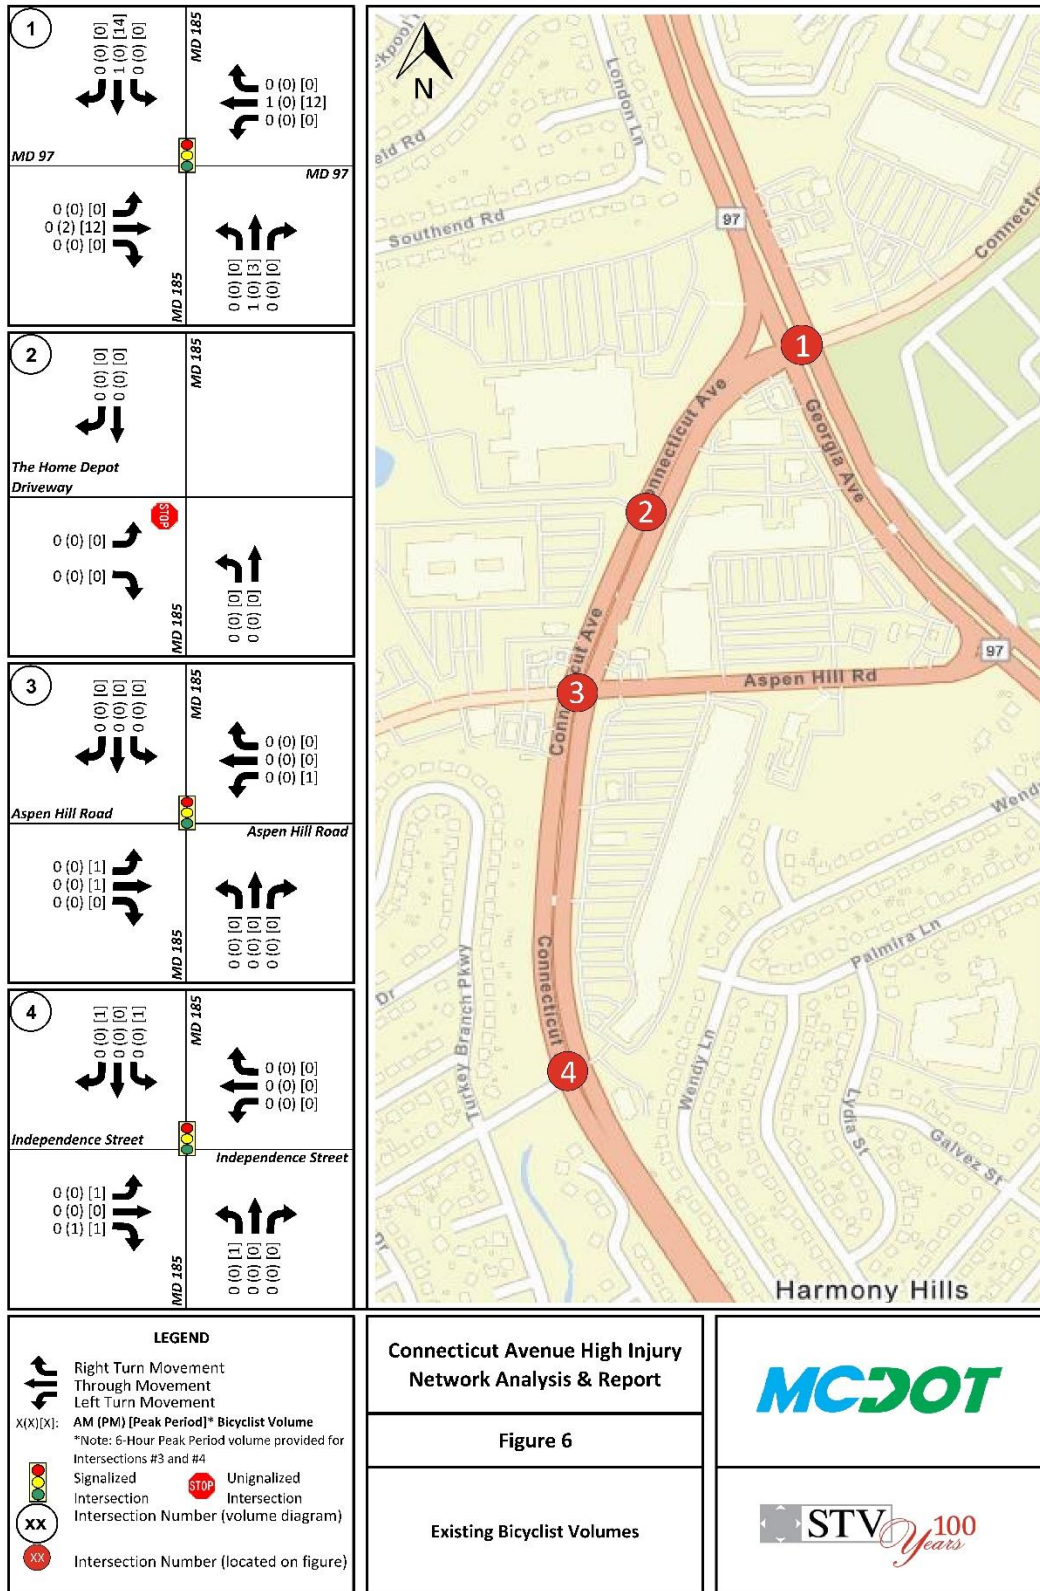 1
0 (0) [0]
1 (0) [14]
0 (0) [0]
MD 185
0 (0) [0]
1 (0) [12]
0 (0) [0]
MD 97
MD 97
0 (0) [0]
0 (2) [12]
0 (0) [0]
MD 185
0 (0) [0]
1 (0) [3]
0 (0) [0]
2
0 (0) [0]
0 (0) [0]
MD 185
The Home Depot
Driveway
STOP
0 (0) [0]
0 (0) [0]
MD 185
0 (0) [0]
0 (0) [0]
3
0 (0) [0]
0 (0) [0]
0 (0) [0]
MD 185
0 (0) [0]
0 (0) [0]
0 (0) [1]
Aspen Hill Road
Aspen Hill Road
0 (0) [1]
0 (0) [1]
0 (0) [0]
MD 185
0 (0) [0]
0 (0) [0]
0 (0) [0]
4
0 (0) [1]
0 (0) [0]
0 (0) [1]
MD 185
0 (0) [0]
0 (0) [0]
0 (0) [0]
Independence Street
Independence Street
0 (0) [1]
0 (0) [0]
0 (1) [1]
MD 185
0 (0) [1]
0 (0) [0]
0 (0) [0]
N
London Ln
Southend Rd
97
Connectic
1
Connecticut Ave
Georgia Ave
2
97
Aspen Hill Rd
3
Wendy
Palmira Ln
Dr
Turkey Branch Pkwy
Connecticut
Wendy Ln
4
Lydia St
Galvez St
Dr
Harmony Hills
LEGEND
Right Turn Movement
Through Movement
Left Turn Movement
X(X)[X]: AM (PM) [Peak Period]* Bicyclist Volume
*Note: 6-Hour Peak Period volume provided for
Intersections #3 and #4
Signalized
Intersection
STOP
Unignalized
Intersection
XX
Intersection Number (volume diagram)
XX
Intersection Number (located on figure)
Connecticut Avenue High Injury
Network Analysis & Report
Figure 6
Existing Bicyclist Volumes
MCDOT
STV 100
Years